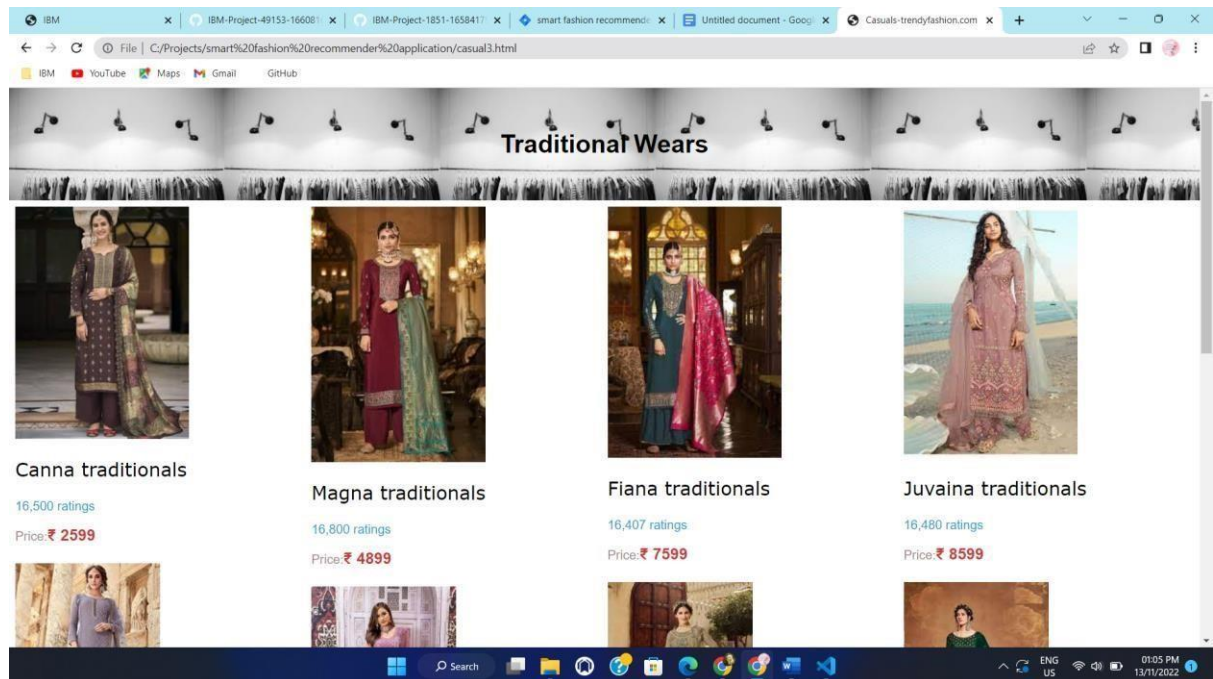 IBM
IBM-Project-49153-166081
IBM-Project-1851-1658417
smart fashion recommende
Untitled document - Googl
Casuals-trendyfashion.com
File | C:/Projects/smart%20fashion%20recommender%20application/casual3.html
IBM
YouTube
Maps
Gmail
GitHub
Traditional Wears
Canna traditionals
16,500 ratings
Price:₹ 2599
Magna traditionals
16,800 ratings
Price:₹ 4899
Fiana traditionals
16,407 ratings
Price:₹ 7599
Juvaina traditionals
16,480 ratings
Price:₹ 8599
Search
ENG
US
01:05 PM
13/11/2022
1